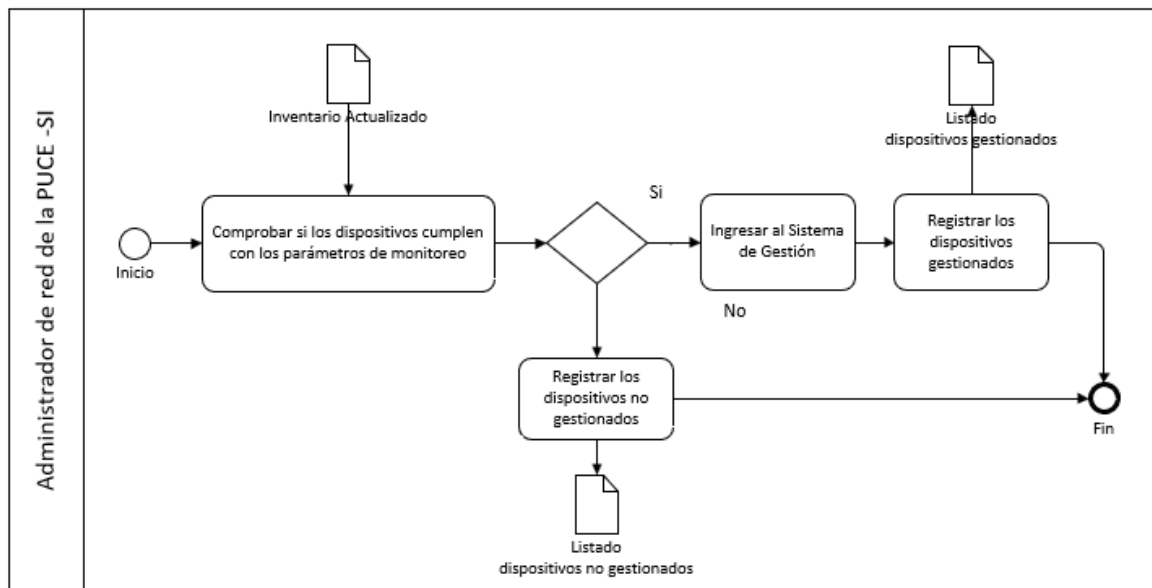 Administrador de red de la PUCE -SI
Inventario Actualizado
Listado
dispositivos gestionados
Inicio
Comprobar si los dispositivos cumplen
con los parámetros de monitoreo
Si
Ingresar al Sistema
de Gestión
Registrar los
dispositivos
gestionados
No
Registrar los
dispositivos no
gestionados
Fin
Listado
dispositivos no gestionados